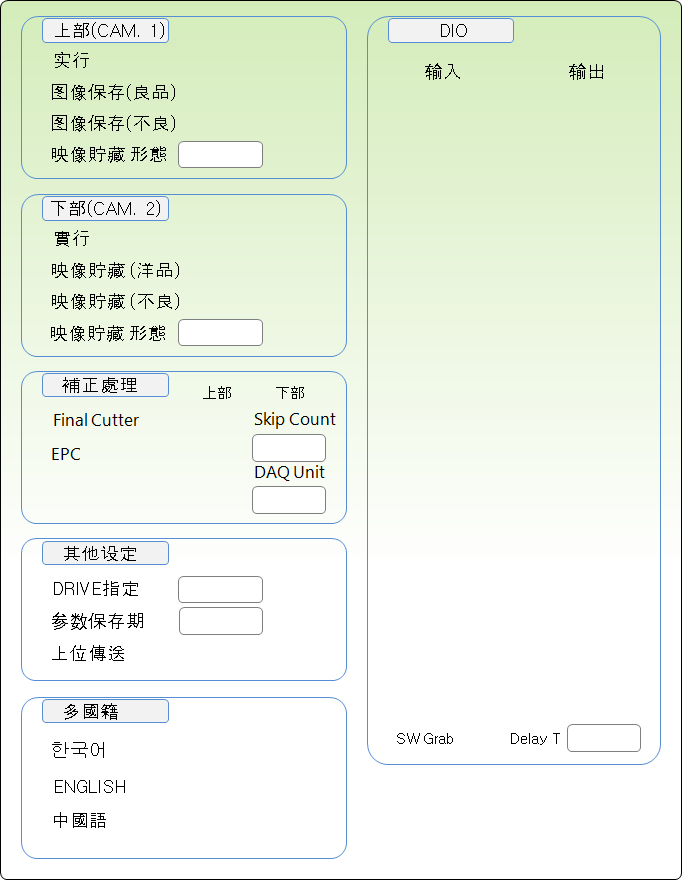 上部(CAM. 1)
实行
图像保存(良品)
图像保存(不良)
映像貯藏 形態
下部(CAM. 2)
實行
映像貯藏 (洋品)
映像貯藏 (不良)
映像貯藏 形態
補正處理
上部 下部
Final Cutter Skip Count
EPC
DAQ Unit
其他设定
DRIVE指定
参数保存期
上位傳送
多國籍
한국어
ENGLISH
中國語
DIO
输入 输出
SW Grab Delay T